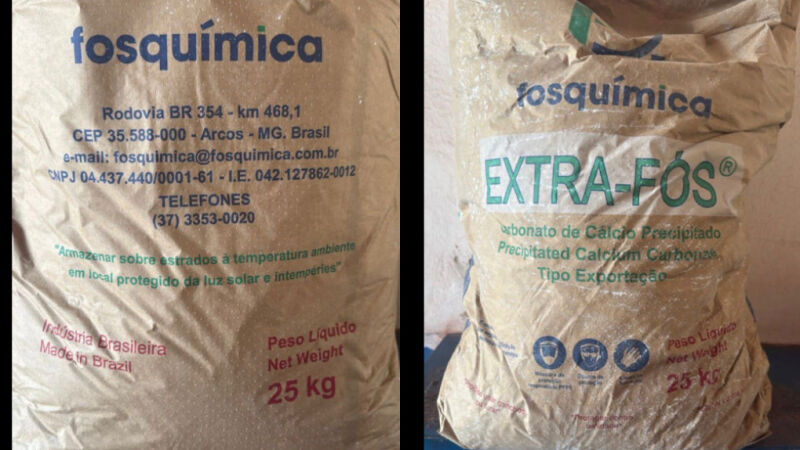 fosquímica
Rodovia BR 354 - km 468,1
CEP 35.588-000 - Arcos - MG. Brasil
e-mail: fosquimica@fosquimica.com.br
CNPJ 04.437.440/0001-61 - I.E. 042.127862-0012
TELEFONES
(37) 3353-0020
"Armazenar sobre estrados à temperatura ambiente
em local protegido da luz solar e intempéries"
Indústria Brasileira
Made in Brazil
Peso Líquido
Net Weight
25 kg
fosquímica
EXTRA-FÓS®
Carbonato de Cálcio Precipitado
Precipitated Calcium Carbonate
Tipo Exportação
Peso Líquido
Net Weight
25 kg